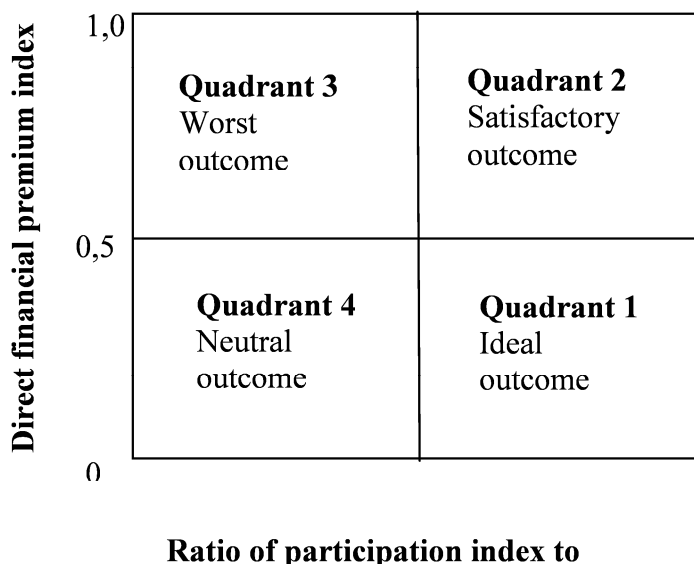 Direct financial premium index
1,0
Quadrant 3
Worst
outcome
Quadrant 2
Satisfactory
outcome
0,5
Quadrant 4
Neutral
outcome
Quadrant 1
Ideal
outcome
0
Ratio of participation index to